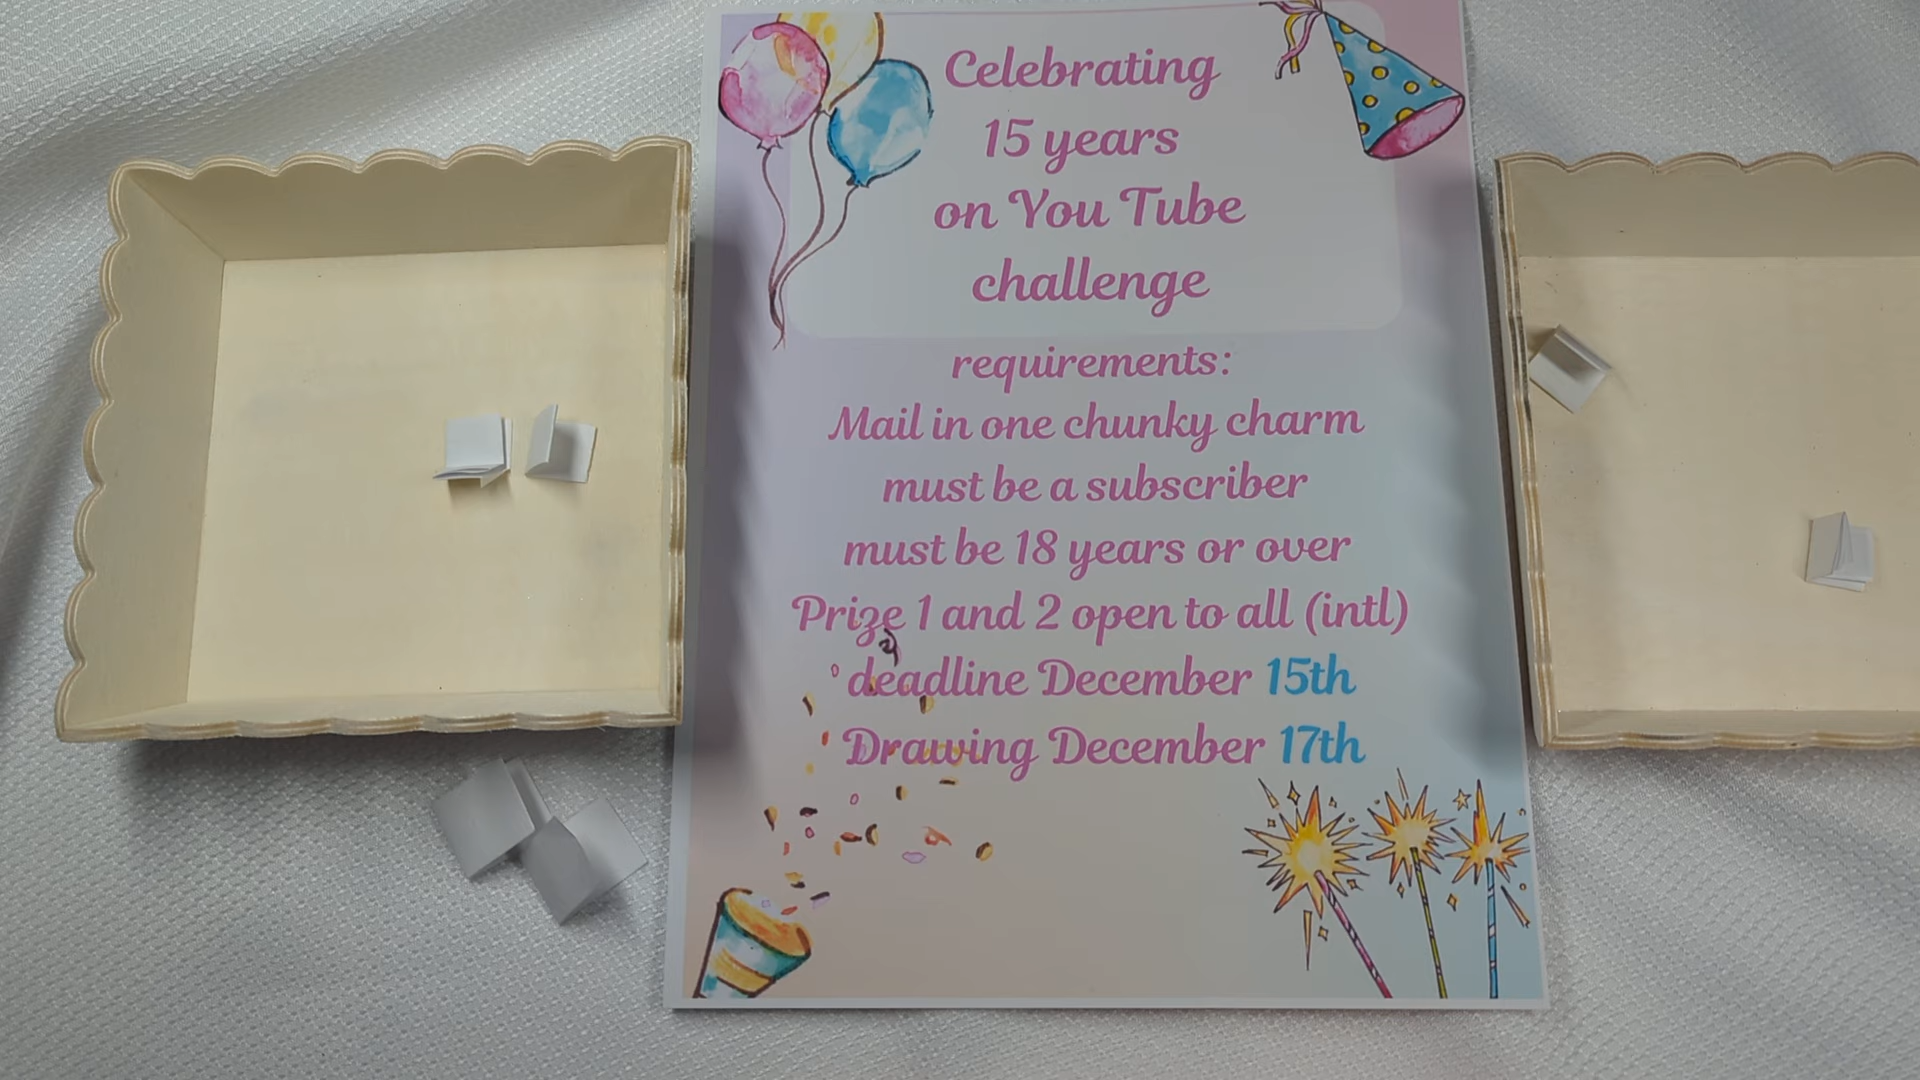 Celebrating
15 years
on You Tube
challenge
requirements:
Mail in one chunky charm
must be a subscriber
must be 18 years or over
Prize 1 and 2 open to all (intl)
deadline December 15th
Drawing December 17th